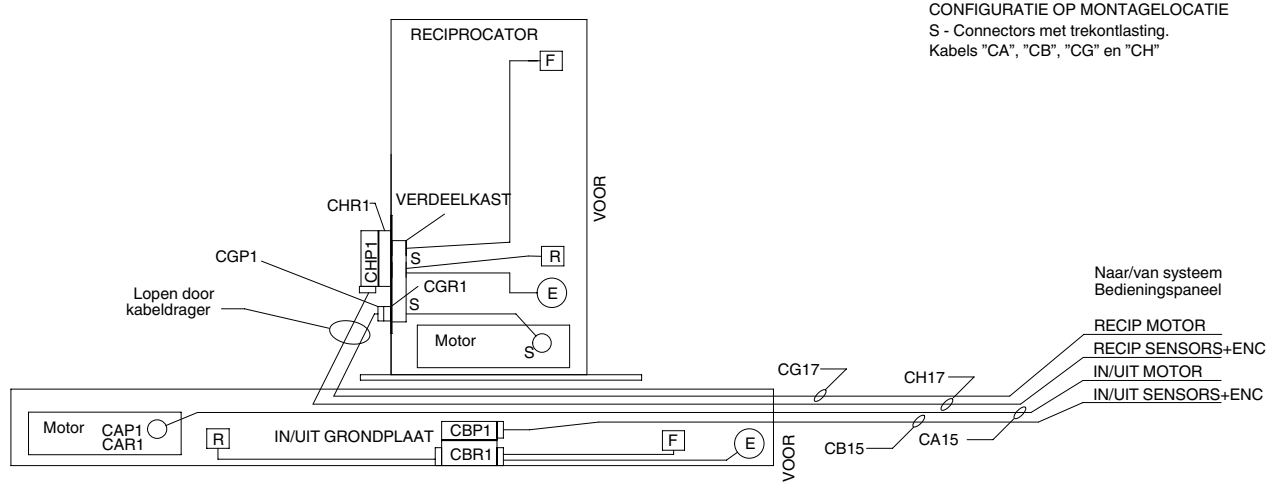 CONFIGURATIE OP MONTAGELOCATIE
S - Connectors met trekontlasting.
Kabels ”CA”, ”CB”, ”CG” en ”CH”
RECIPROCATOR
F
VOOR
CHR1
VERDEELKAST
CHP1
S
R
CGP1
CGR1
E
S
Lopen door
kabeldrager
Motor
S
Naar/van systeem
Bedieningspaneel
RECIP MOTOR
RECIP SENSORS+ENC
IN/UIT MOTOR
IN/UIT SENSORS+ENC
CG17
CH17
Motor
CAP1
CAR1
R
IN/UIT GRONDPLAAT
CBP1
CBR1
F
E
VOOR
CB15
CA15